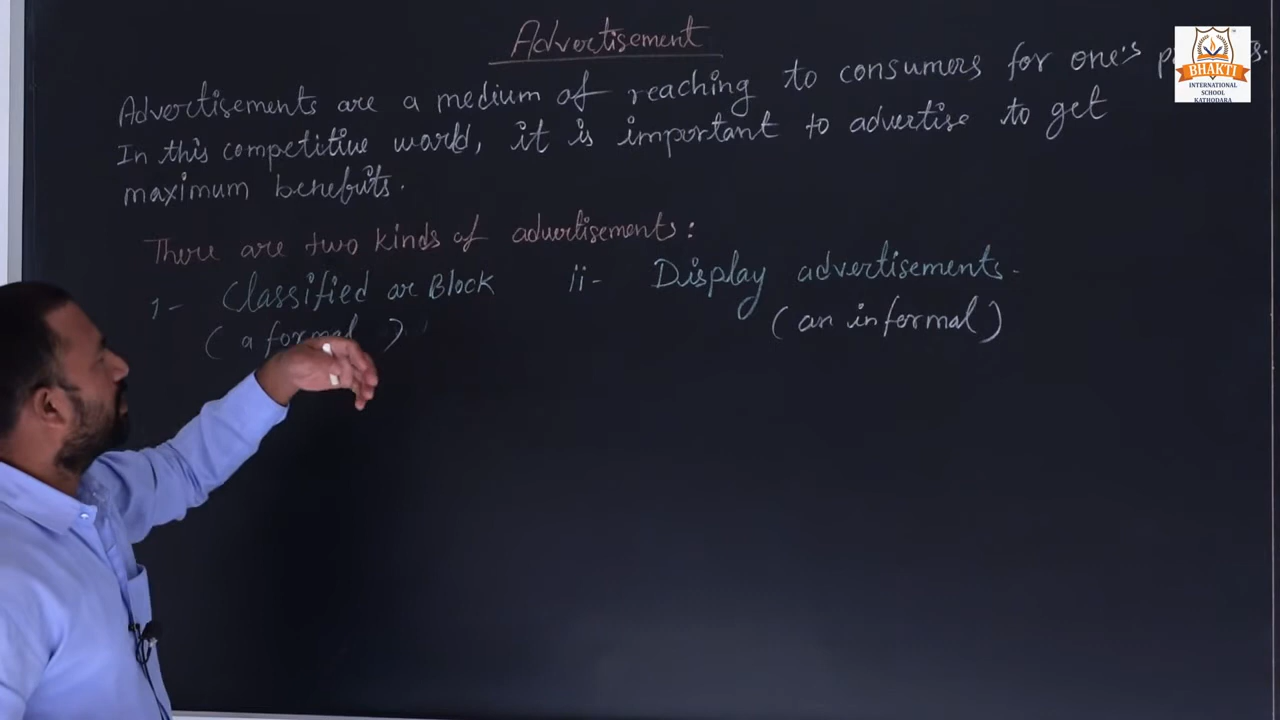 Advertisement
Advertisements are a medium of reaching to consumers for one's
In this competitive world, it is important to advertise to get
maximum benefits.
There are two kinds of advertisements:
1- Classified or Block ii- Display advertisements.
(a formal) (an informal)
BHAKTI
INTERNATIONAL
SCHOOL
KATHODARA